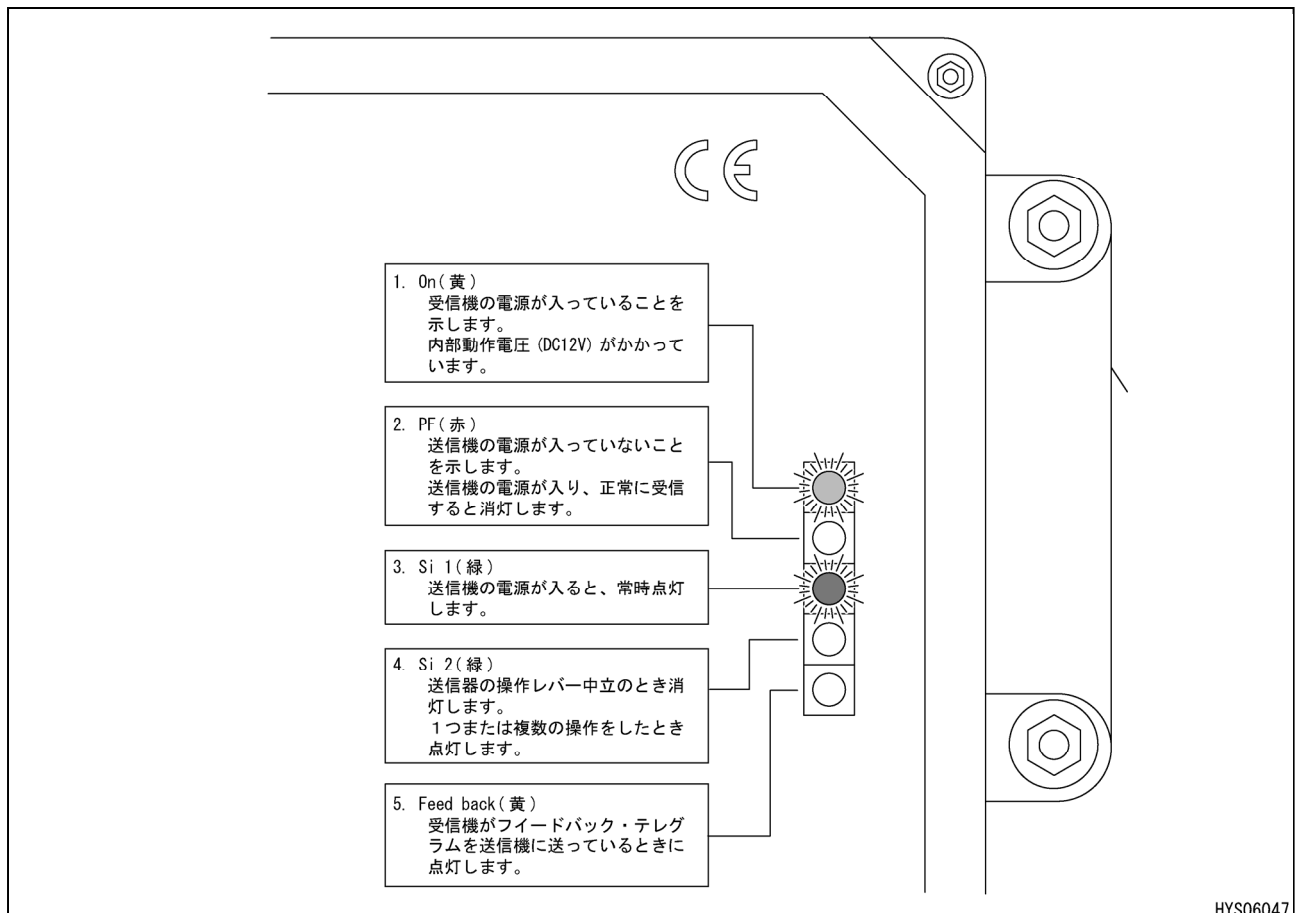 CE
1. On(黄)
受信機の電源が入っていることを
示します。
内部動作電圧(DC12V)がかかって
います。
2. PF(赤)
送信機の電源が入っていないこと
を示します。
送信機の電源が入り、正常に受信
すると消灯します。
3. Si 1(緑)
送信機の電源が入ると、常時点灯
します。
4. Si 2(緑)
送信器の操作レバー中立のとき消
灯します。
１つまたは複数の操作をしたとき
点灯します。
5. Feed back(黄)
受信機がフイードバック・テレグ
ラムを送信機に送っているときに
点灯します。
HYS06047